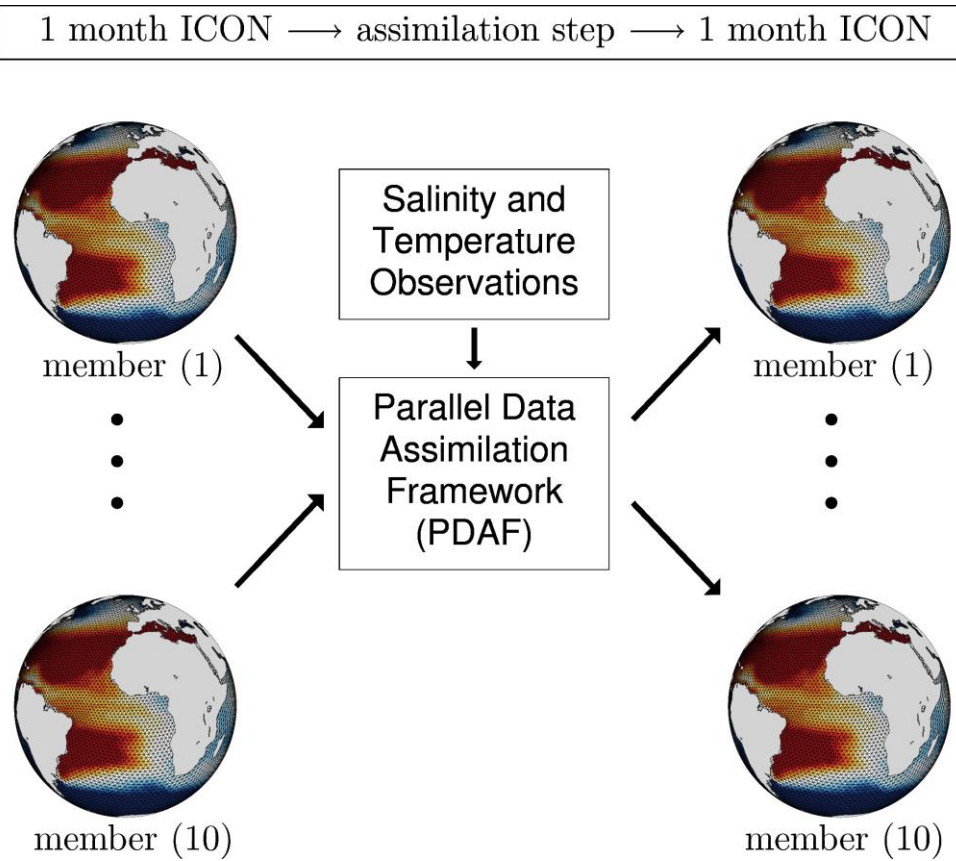 1 month ICON ⟶ assimilation step ⟶ 1 month ICON
Salinity and
Temperature
Observations
member (1)
member (1)
Parallel Data
Assimilation
Framework
(PDAF)
member (10)
member (10)